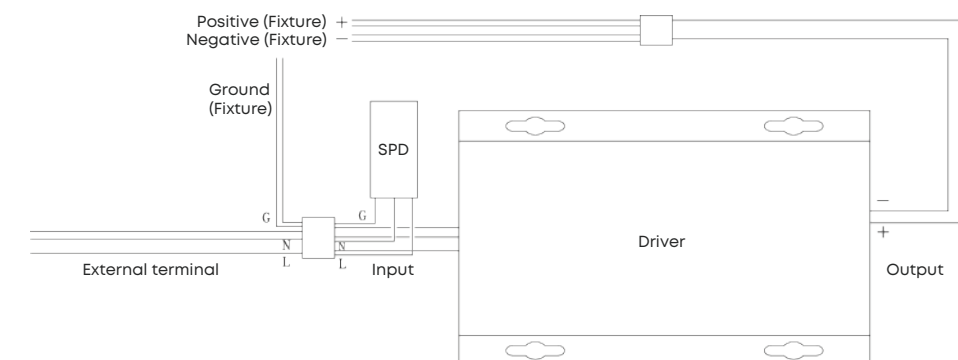 Positive (Fixture) +
Negative (Fixture) −
Ground
(Fixture)
SPD
G
G
N
N
L
L
External terminal
Input
Driver
−
+
Output